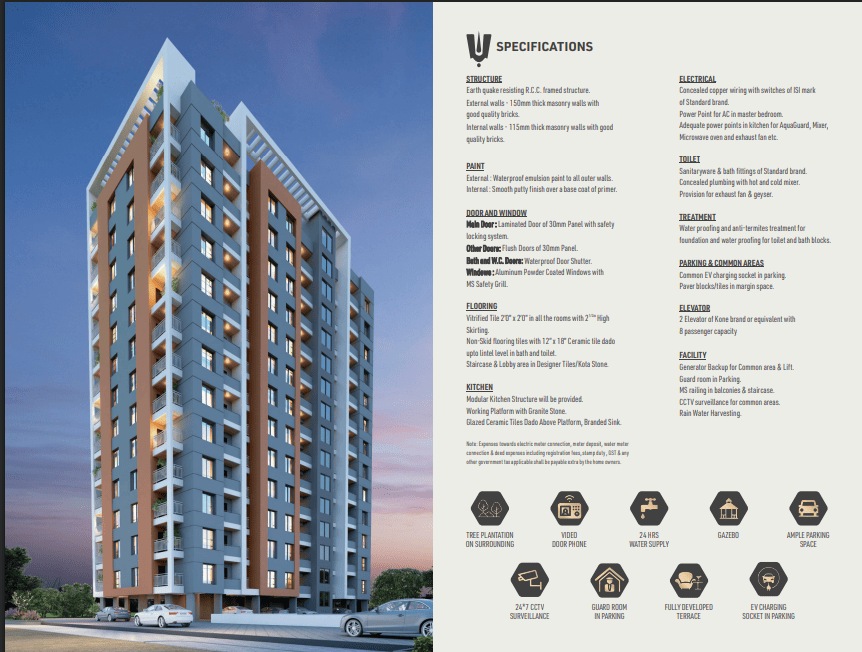 SPECIFICATIONS
STRUCTURE
Earth quake resisting R.C.C. framed structure.
External walls - 150mm thick masonry walls with
good quality bricks.
Internal walls - 115mm thick masonry walls with good
quality bricks.
PAINT
External : Waterproof emulsion paint to all outer walls.
Internal : Smooth putty finish over a base coat of primer.
DOOR AND WINDOW
Main Door : Laminated Door of 30mm Panel with safety
locking system.
Other Doors: Flush Doors of 30mm Panel.
Bath and W.C. Doors: Waterproof Door Shutter.
Windows : Aluminum Powder Coated Windows with
MS Safety Grill.
FLOORING
Vitrified Tile 2'0" x 2'0" in all the rooms with High
Skirting.
Non-Skid flooring tiles with 12" x 18" Ceramic tile dado
upto lintel level in bath and toilet.
Staircase & Lobby area in Designer Tiles/Kota Stone.
KITCHEN
Modular Kitchen Structure will be provided.
Working Platform with Granite Stone.
Glazed Ceramic Tiles Dado Above Platform, Branded Sink.
Note: Expenses towards electric meter connection, meter deposit, water meter
connection & deed expenses including registration fees, stamp duty , GST & any
other government tax applicable shall be payable extra by the home owners.
ELECTRICAL
Concealed copper wiring with switches of ISI mark
of Standard brand.
Power Point for AC in master bedroom.
Adequate power points in kitchen for AquaGuard, Mixer,
Microwave oven and exhaust fan etc.
TOILET
Sanitaryware & bath fittings of Standard brand.
Concealed plumbing with hot and cold mixer.
Provision for exhaust fan & geyser.
TREATMENT
Water proofing and anti-termites treatment for
foundation and water proofing for toilet and bath blocks.
PARKING & COMMON AREAS
Common EV charging socket in parking.
Paver blocks/tiles in margin space.
ELEVATOR
2 Elevator of Kone brand or equivalent with
8 passenger capacity
FACILITY
Generator Backup for Common area & Lift.
Guard room in Parking.
MS railing in balconies & staircase.
CCTV surveillance for common areas.
Rain Water Harvesting.
TREE PLANTATION
ON SURROUNDING
VIDEO
DOOR PHONE
24 HRS
WATER SUPPLY
GAZEBO
AMPLE PARKING
SPACE
24*7 CCTV
SURVEILLANCE
GUARD ROOM
IN PARKING
FULLY DEVELOPED
TERRACE
EV CHARGING
SOCKET IN PARKING